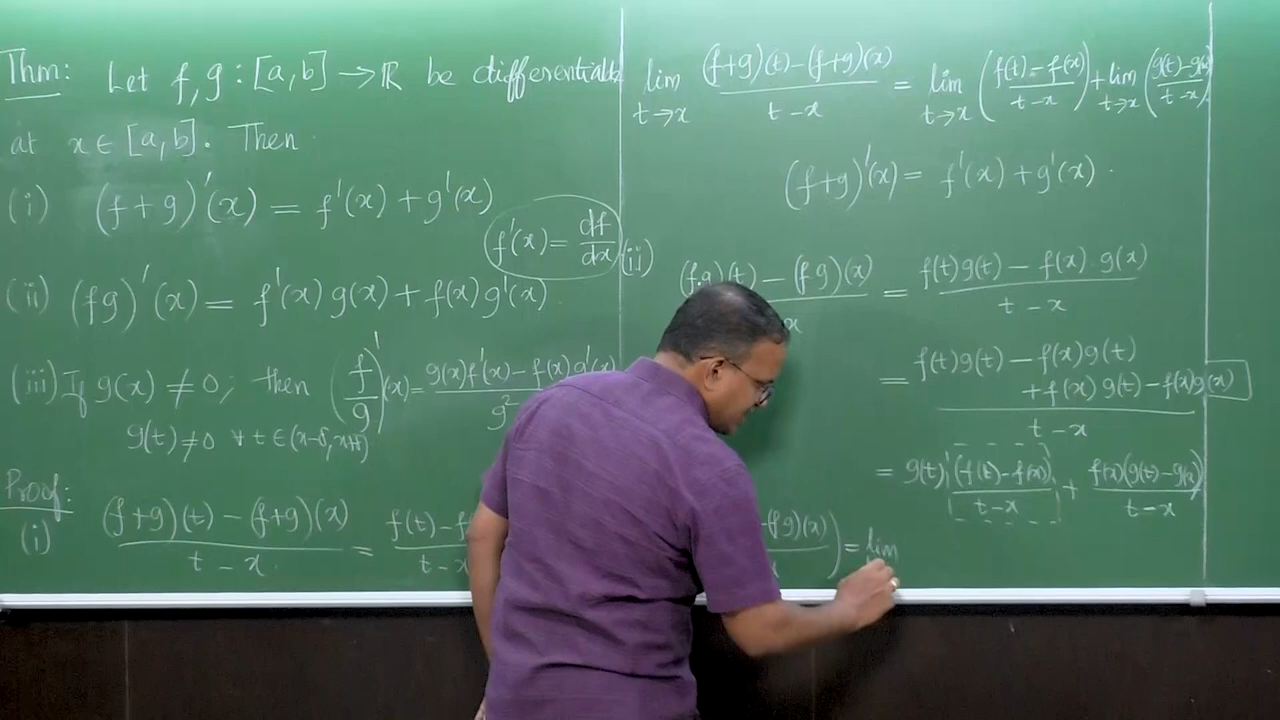 Thm: Let f, g : [a, b] → ℝ be differentiable
at x ∈ [a, b]. Then
(i) (f+g)'(x) = f'(x) + g'(x)
f'(x) = df/dx
(ii) (fg)'(x) = f'(x) g(x) + f(x) g'(x)
(iii) If g(x) ≠ 0, then (f/g)'(x) = g(x)f'(x) − f(x)g'(x) / g²
g(t) ≠ 0 ∀ t ∈ (x−δ, x+δ)
Proof:
(i) (f+g)(t) − (f+g)(x) / t − x = f(t) − f / t − x
lim t→x (f+g)(t) − (f+g)(x) / t − x = lim t→x (f(t) − f(x) / t − x) + lim t→x (g(t) − g(x) / t − x)
(f+g)'(x) = f'(x) + g'(x).
(ii) (fg)(t) − (fg)(x) / x = f(t)g(t) − f(x).g(x) / t − x
= f(t)g(t) − f(x)g(t)
+ f(x) g(t) − f(x)g(x)
t − x
= g(t) (f(t) − f(x)) / t − x + f(x)(g(t) − g(x)) / t − x
− (fg)(x) / x) = lim